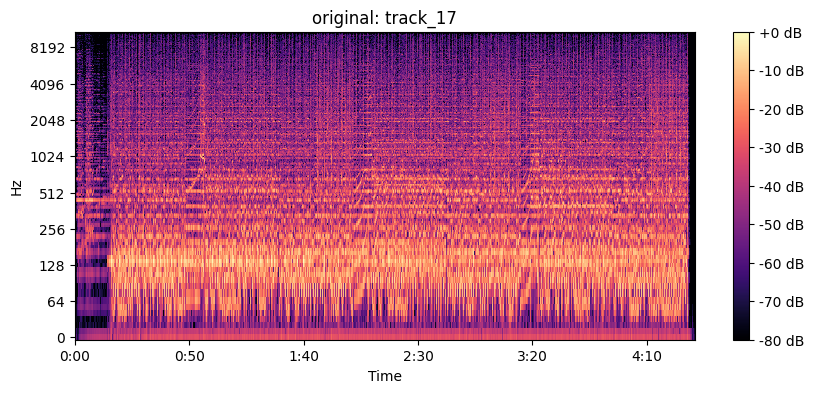 original: track_17
8192
4096
2048
1024
512
256
128
64
0
Hz
0:00
0:50
1:40
2:30
3:20
4:10
Time
+0 dB
-10 dB
-20 dB
-30 dB
-40 dB
-50 dB
-60 dB
-70 dB
-80 dB